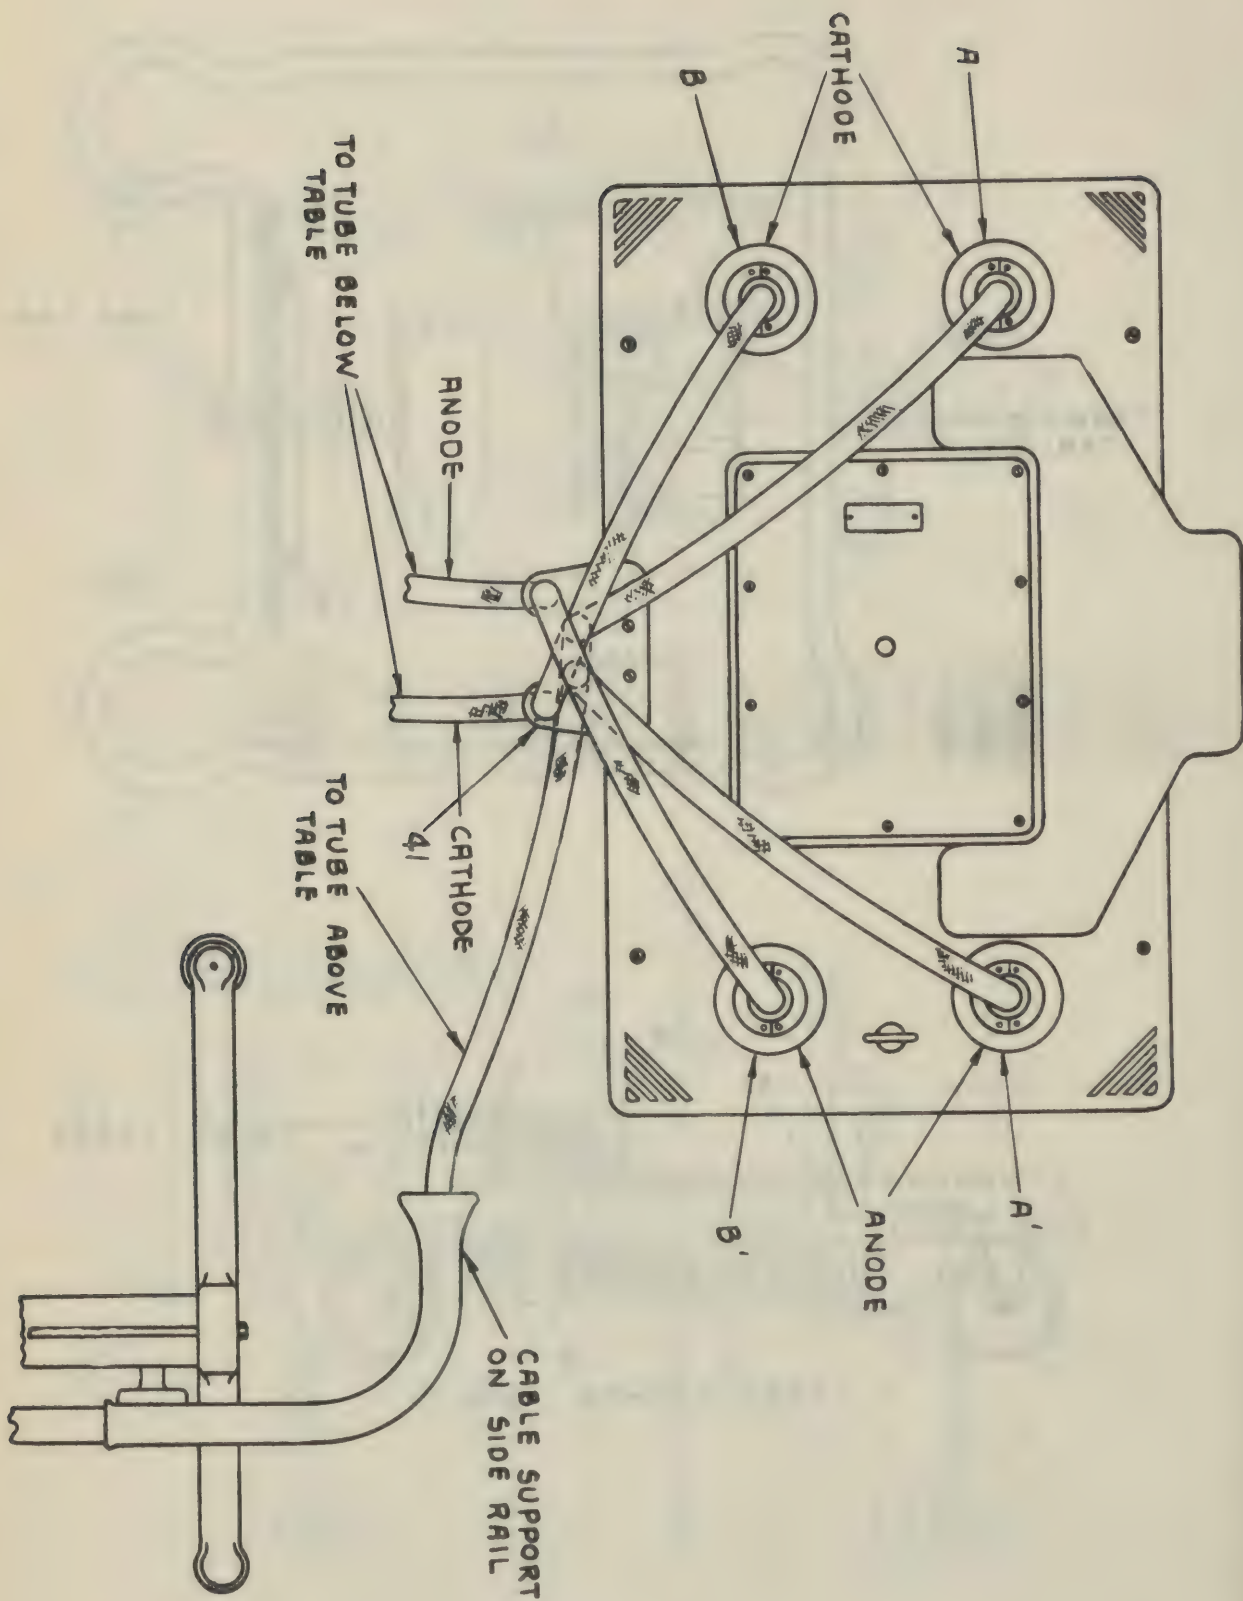 A
CATHODE
B
TO TUBE BELOW
TABLE
ANODE
CATHODE
41
TO TUBE ABOVE
TABLE
A'
ANODE
B'
CABLE SUPPORT
ON SIDE RAIL